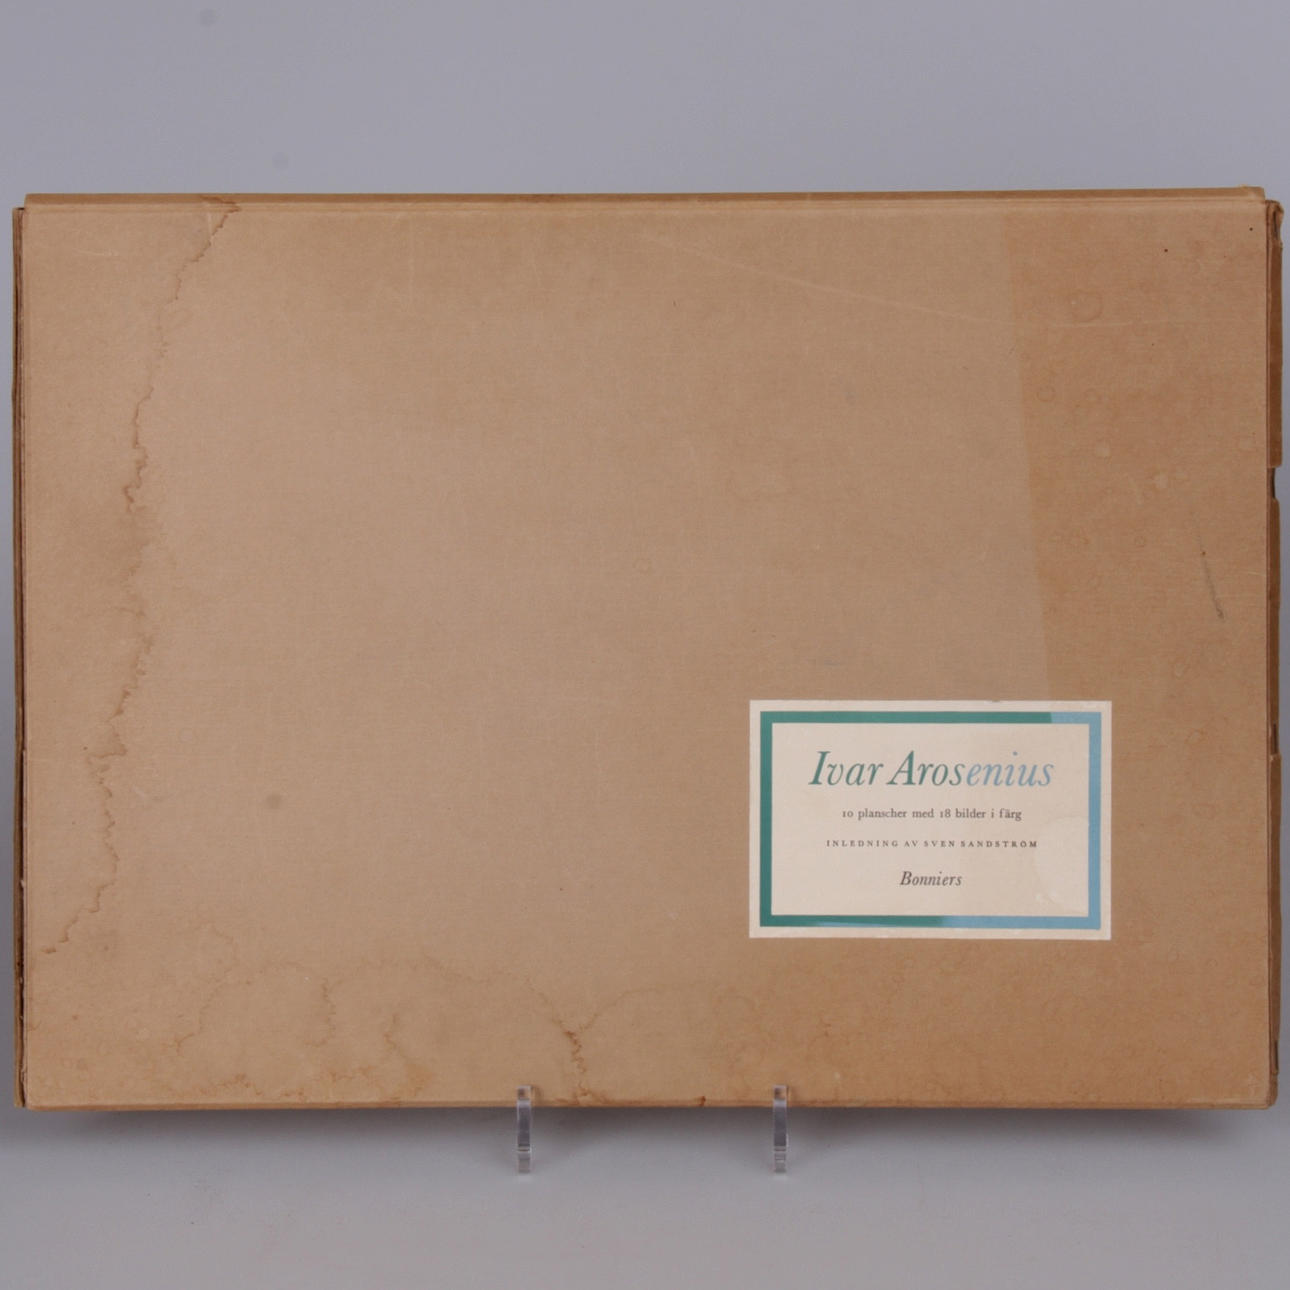 Ivar Arosenius
10 planscher med 18 bilder i färg
INLEDNING AV SVEN SANDSTRÖM
Bonniers